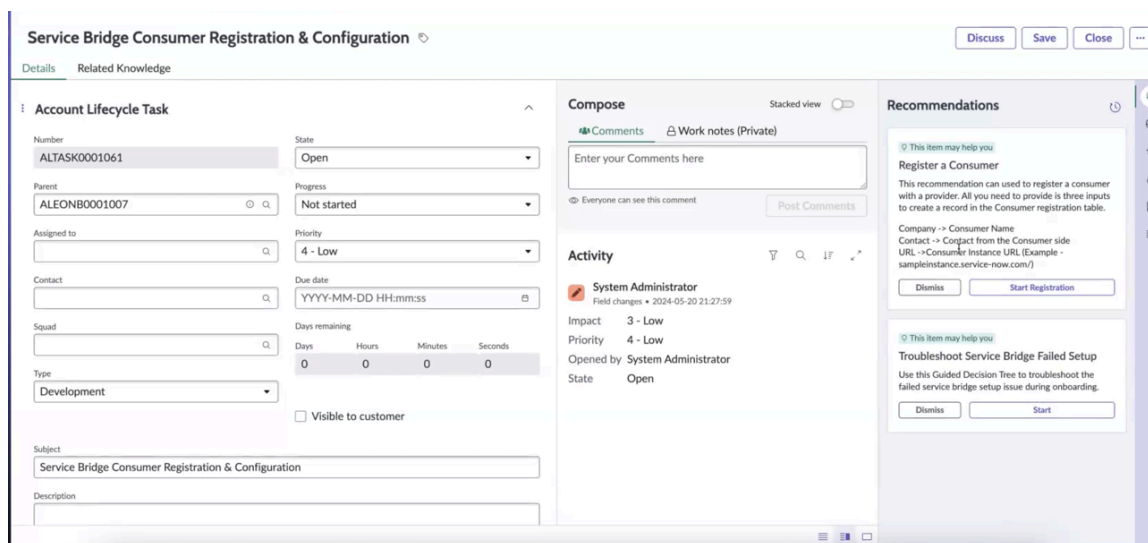 Service Bridge Consumer Registration & Configuration
Discuss
Save
Close
Details
Related Knowledge
Account Lifecycle Task
Number
ALTASK0001061
Parent
ALEONB0001007
Assigned to
Contact
Squad
Type
Development
State
Open
Progress
Not started
Priority
4 - Low
Due date
YYYY-MM-DD HH:mm:ss
Days remaining
Days Hours Minutes Seconds
0 0 0 0
Visible to customer
Subject
Service Bridge Consumer Registration & Configuration
Description
Compose
Stacked view
Comments
Work notes (Private)
Enter your Comments here
Everyone can see this comment
Post Comments
Activity
System Administrator
Field changes • 2024-05-20 21:27:59
Impact 3 - Low
Priority 4 - Low
Opened by System Administrator
State Open
Recommendations
This item may help you
Register a Consumer
This recommendation can used to register a consumer
with a provider. All you need to provide is three inputs
to create a record in the Consumer registration table.
Company -> Consumer Name
Contact -> Contact from the Consumer side
URL ->Consumer Instance URL (Example -
sampleinstance.service-now.com/)
Dismiss
Start Registration
This item may help you
Troubleshoot Service Bridge Failed Setup
Use this Guided Decision Tree to troubleshoot the
failed service bridge setup issue during onboarding.
Dismiss
Start